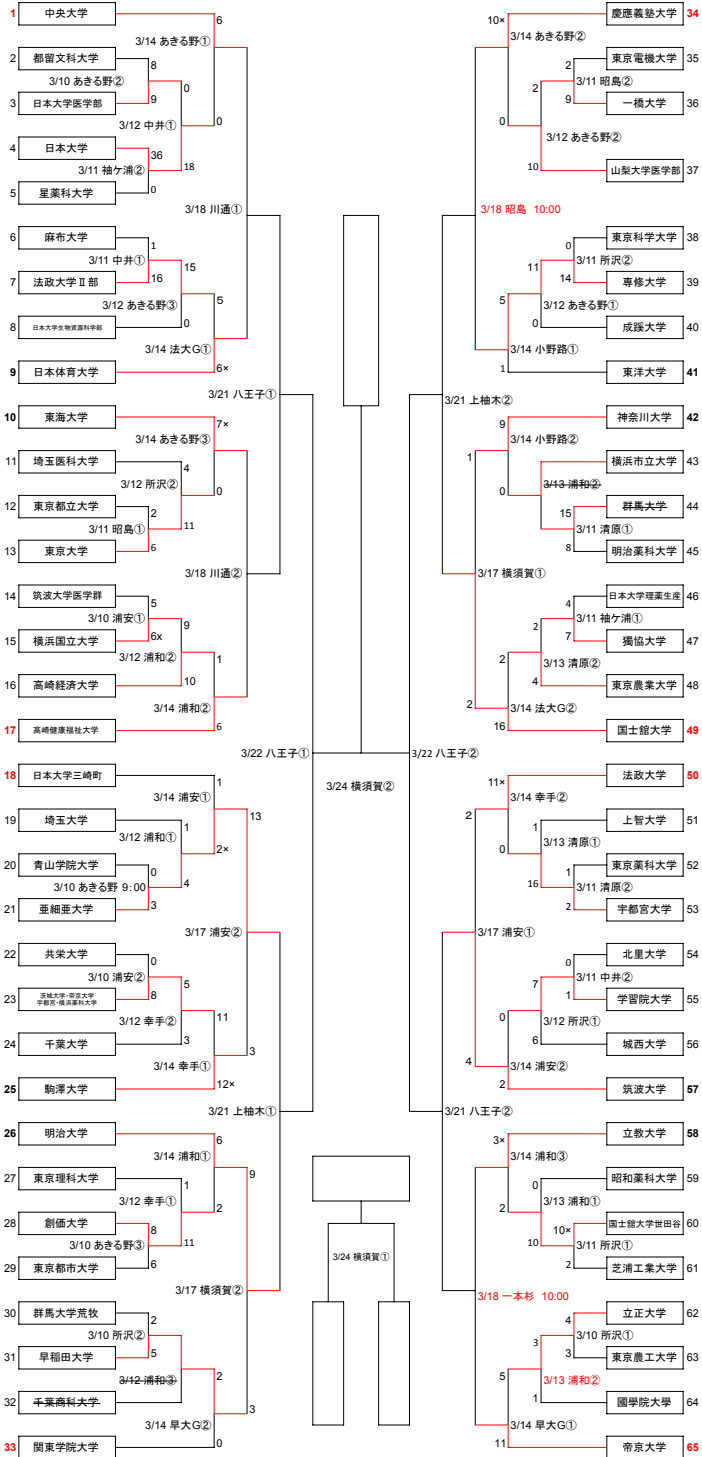 1 中央大学 6
3/14 あきる野①
2 都留文科大学 8
3/10 あきる野② 0
3 日本大学医学部 9
3/12 中井① 0
4 日本大学 36
3/11 袖ケ浦② 18
5 星薬科大学 0
3/18 川通①
6 麻布大学 1
3/11 中井① 15
7 法政大学Ⅱ部 16
3/12 あきる野③ 5
8 日本大学生物資源科学部 0
3/14 法大G①
9 日本体育大学 6×
3/21 八王子①
10 東海大学 7×
3/14 あきる野③
11 埼玉医科大学 4
3/12 所沢② 0
12 東京都立大学 2
3/11 昭島① 11
13 東京大学 6
3/18 川通②
14 筑波大学医学群 5
3/10 浦安① 9
15 横浜国立大学 6x
3/12 浦和② 1
16 高崎経済大学 10
3/14 浦和②
17 高崎健康福祉大学 6
3/22 八王子①
18 日本大学三崎町 1
3/14 浦安① 13
19 埼玉大学 1
3/12 浦和① 2×
20 青山学院大学 0
3/10 あきる野 9:00 4
21 亜細亜大学 3
3/17 浦安②
22 共栄大学 0
3/10 浦安② 5
23 茨城大学・帝京大学
宇都宮・横浜薬科大学 8
3/12 幸手② 11
24 千葉大学 3
3/14 幸手① 3
25 駒澤大学 12×
3/21 上柚木①
26 明治大学 6
3/14 浦和① 9
27 東京理科大学 1
3/12 幸手① 2
28 創価大学 8
3/10 あきる野③ 11
29 東京都市大学 6
3/17 横須賀②
30 群馬大学荒牧 2
3/10 所沢②
31 早稲田大学 5
3/12 浦和③ 2
32 千葉商科大学
3/14 早大G② 3
33 関東学院大学 0
3/24 横須賀②
3/24 横須賀①
10× 慶應義塾大学 34
3/14 あきる野②
2 東京電機大学 35
2 3/11 昭島②
9 一橋大学 36
0 3/12 あきる野②
10 山梨大学医学部 37
3/18 昭島 10:00
0 東京科学大学 38
11 3/11 所沢②
14 専修大学 39
5 3/12 あきる野①
0 成蹊大学 40
3/14 小野路①
1 東洋大学 41
3/21 上柚木②
9 神奈川大学 42
1 3/14 小野路②
横浜市立大学 43
0 3/13 浦和②
15 群馬大学 44
3/11 清原①
8 明治薬科大学 45
3/17 横須賀①
4 日本大学理薬生産 46
2 3/11 袖ケ浦①
7 獨協大学 47
2 3/13 清原②
4 東京農業大学 48
2 3/14 法大G②
16 国士舘大学 49
3/22 八王子②
11× 法政大学 50
2 3/14 幸手②
1 上智大学 51
0 3/13 清原①
1 東京薬科大学 52
16 3/11 清原②
2 宇都宮大学 53
3/17 浦安①
0 北里大学 54
7 3/11 中井②
1 学習院大学 55
0 3/12 所沢①
6 城西大学 56
4 3/14 浦安②
2 筑波大学 57
3/21 八王子②
3× 立教大学 58
3/14 浦和③
0 昭和薬科大学 59
2 3/13 浦和①
10× 国士舘大学世田谷 60
10 3/11 所沢①
2 芝浦工業大学 61
3/18 一本杉 10:00
4 立正大学 62
3 3/10 所沢①
3 東京農工大学 63
5 3/13 浦和②
1 國學院大學 64
3/14 早大G①
11 帝京大学 65